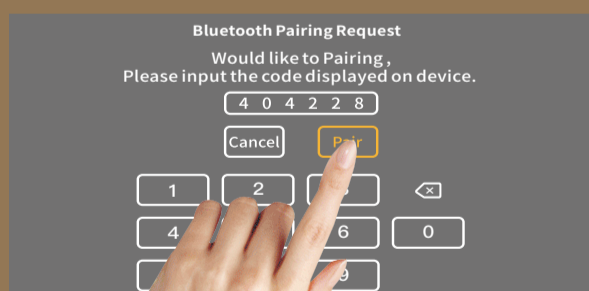 Bluetooth Pairing Request
Would like to Pairing ,
Please input the code displayed on device.
4 0 4 2 2 8
Cancel
Pair
1 2
4 6 0
9